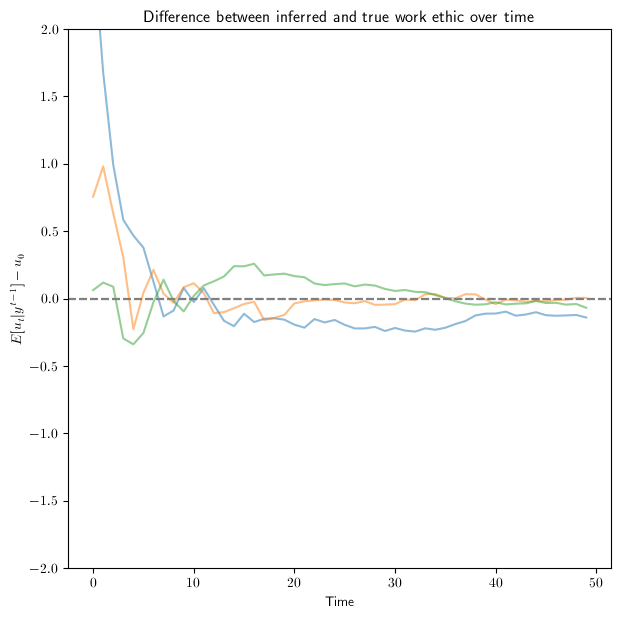 Difference between inferred and true work ethic over time
2.0
1.5
1.0
0.5
0.0
−0.5
−1.0
−1.5
−2.0
E[u_t|y^{t−1}] − u_0
0 10 20 30 40 50
Time